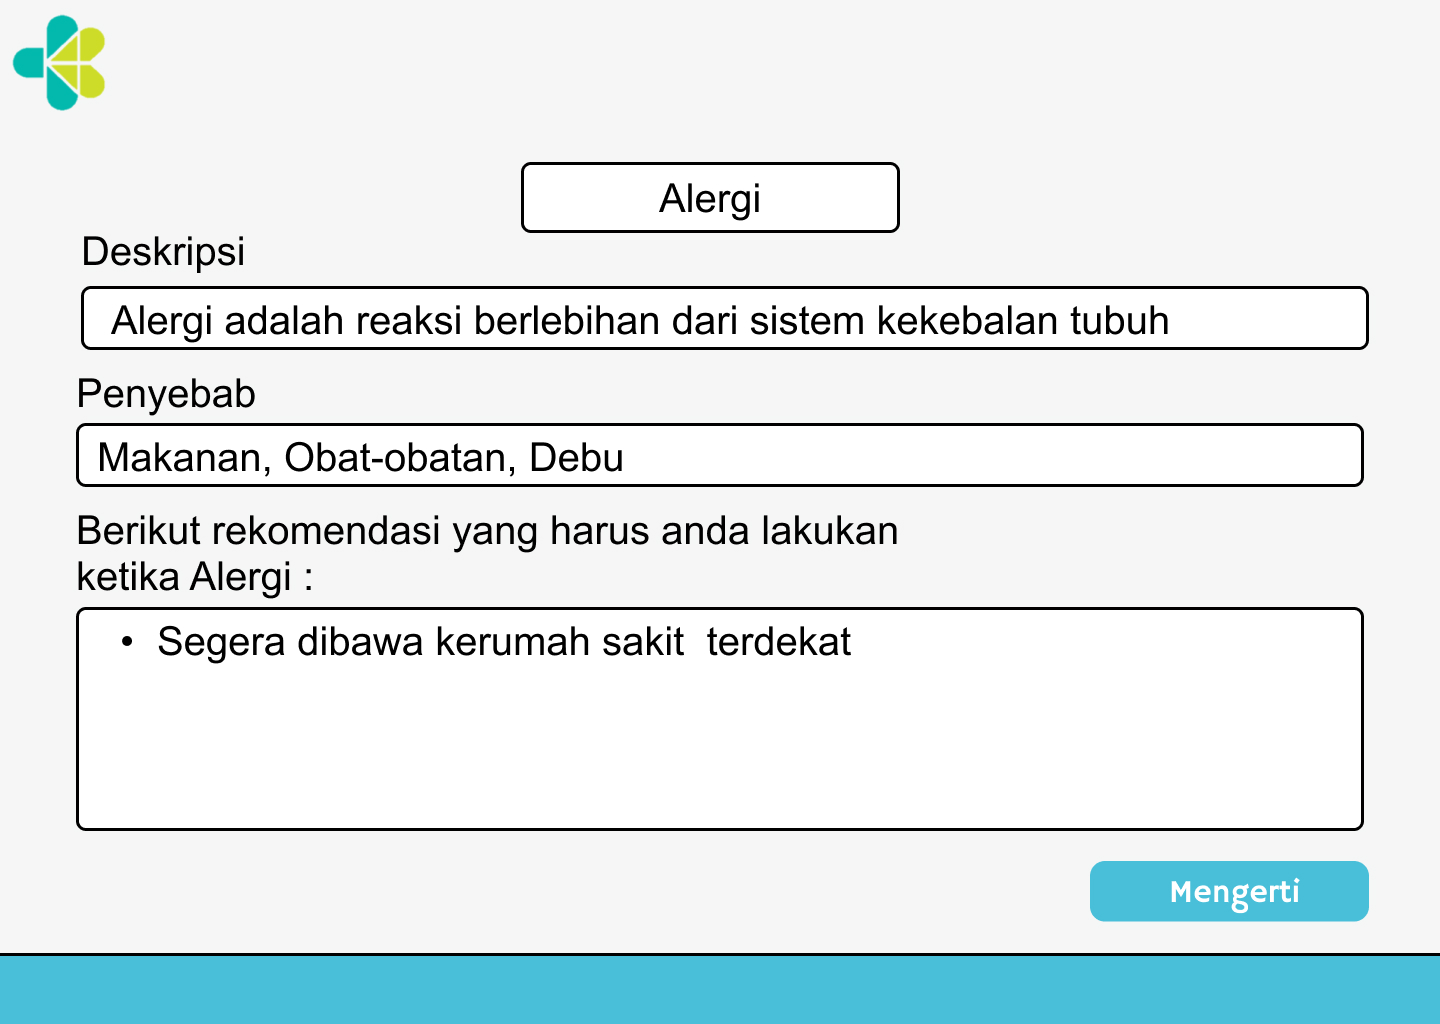 Alergi
Deskripsi
Alergi adalah reaksi berlebihan dari sistem kekebalan tubuh
Penyebab
Makanan, Obat-obatan, Debu
Berikut rekomendasi yang harus anda lakukan
ketika Alergi :
• Segera dibawa kerumah sakit  terdekat
Mengerti